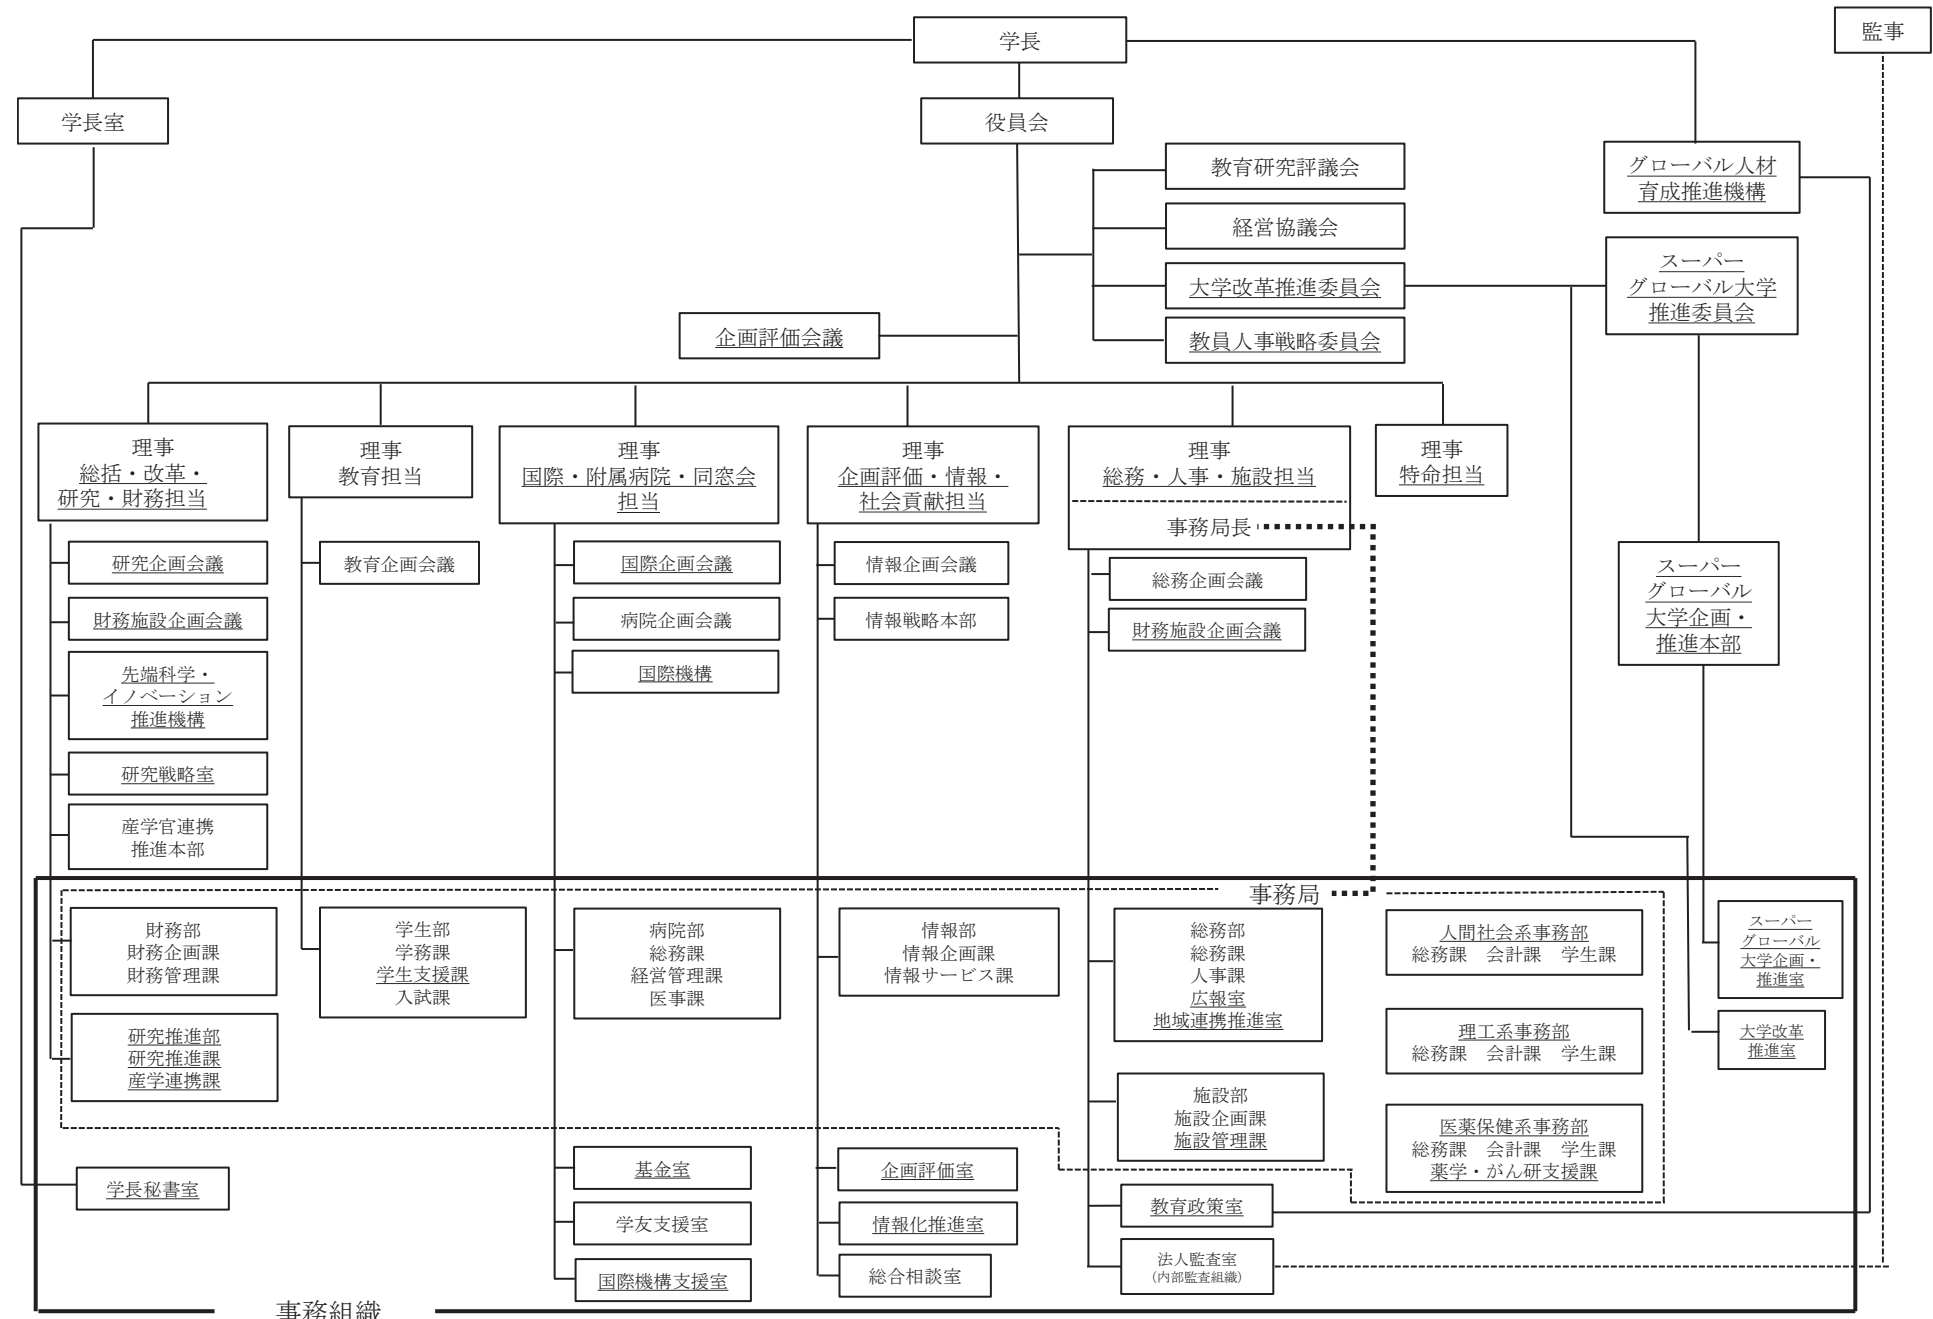 学長
監事
学長室
役員会
教育研究評議会
グローバル人材
育成推進機構
経営協議会
スーパー
グローバル大学
推進委員会
大学改革推進委員会
企画評価会議
教員人事戦略委員会
理事
総括・改革・
研究・財務担当
理事
教育担当
理事
国際・附属病院・同窓会
担当
理事
企画評価・情報・
社会貢献担当
理事
総務・人事・施設担当
事務局長
理事
特命担当
研究企画会議
財務施設企画会議
先端科学・
イノベーション
推進機構
研究戦略室
産学官連携
推進本部
教育企画会議
国際企画会議
病院企画会議
国際機構
情報企画会議
情報戦略本部
総務企画会議
財務施設企画会議
スーパー
グローバル
大学企画・
推進本部
事務局
財務部
財務企画課
財務管理課
研究推進部
研究推進課
産学連携課
学生部
学務課
学生支援課
入試課
病院部
総務課
経営管理課
医事課
情報部
情報企画課
情報サービス課
総務部
総務課
人事課
広報室
地域連携推進室
施設部
施設企画課
施設管理課
人間社会系事務部
総務課 会計課 学生課
理工系事務部
総務課 会計課 学生課
医薬保健系事務部
総務課 会計課 学生課
薬学・がん研支援課
スーパー
グローバル
大学企画・
推進室
大学改革
推進室
学長秘書室
基金室
学友支援室
国際機構支援室
企画評価室
情報化推進室
総合相談室
教育政策室
法人監査室
(内部監査組織)
事務組織